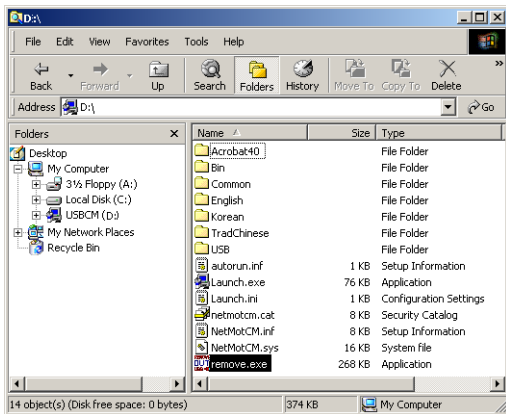 D:\
File Edit View Favorites Tools Help
Back Forward Up Search Folders History Move To Copy To Delete »
Address D:\ Go
Folders x
Desktop
My Computer
3½ Floppy (A:)
Local Disk (C:)
USBCM (D:)
My Network Places
Recycle Bin
Name Size Type
Acrobat40 File Folder
Bin File Folder
Common File Folder
English File Folder
Korean File Folder
TradChinese File Folder
USB File Folder
autorun.inf 1 KB Setup Information
Launch.exe 76 KB Application
Launch.ini 1 KB Configuration Settings
netmotcm.cat 8 KB Security Catalog
NetMotCM.inf 8 KB Setup Information
NetMotCM.sys 16 KB System file
OUT remove.exe 268 KB Application
14 object(s) (Disk free space: 0 bytes) 374 KB My Computer